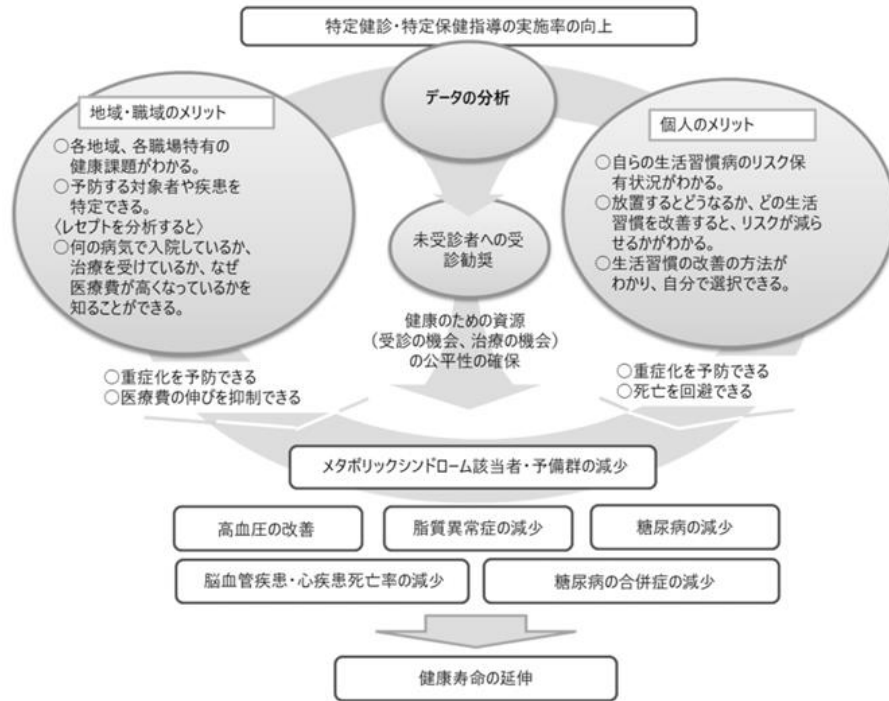 特定健診・特定保健指導の実施率の向上
データの分析
地域・職域のメリット
○各地域、各職場特有の
健康課題がわかる。
○予防する対象者や疾患を
特定できる。
〈レセプトを分析すると〉
○何の病気で入院しているか、
治療を受けているか、なぜ
医療費が高くなっているかを
知ることができる。
個人のメリット
○自らの生活習慣病のリスク保
有状況がわかる。
○放置するとどうなるか、どの生活
習慣を改善すると、リスクが減ら
せるかがわかる。
○生活習慣の改善の方法が
わかり、自分で選択できる。
未受診者への受
診勧奨
健康のための資源
（受診の機会、治療の機会）
の公平性の確保
○重症化を予防できる
○医療費の伸びを抑制できる
○重症化を予防できる
○死亡を回避できる
メタボリックシンドローム該当者・予備群の減少
高血圧の改善
脂質異常症の減少
糖尿病の減少
脳血管疾患・心疾患死亡率の減少
糖尿病の合併症の減少
健康寿命の延伸